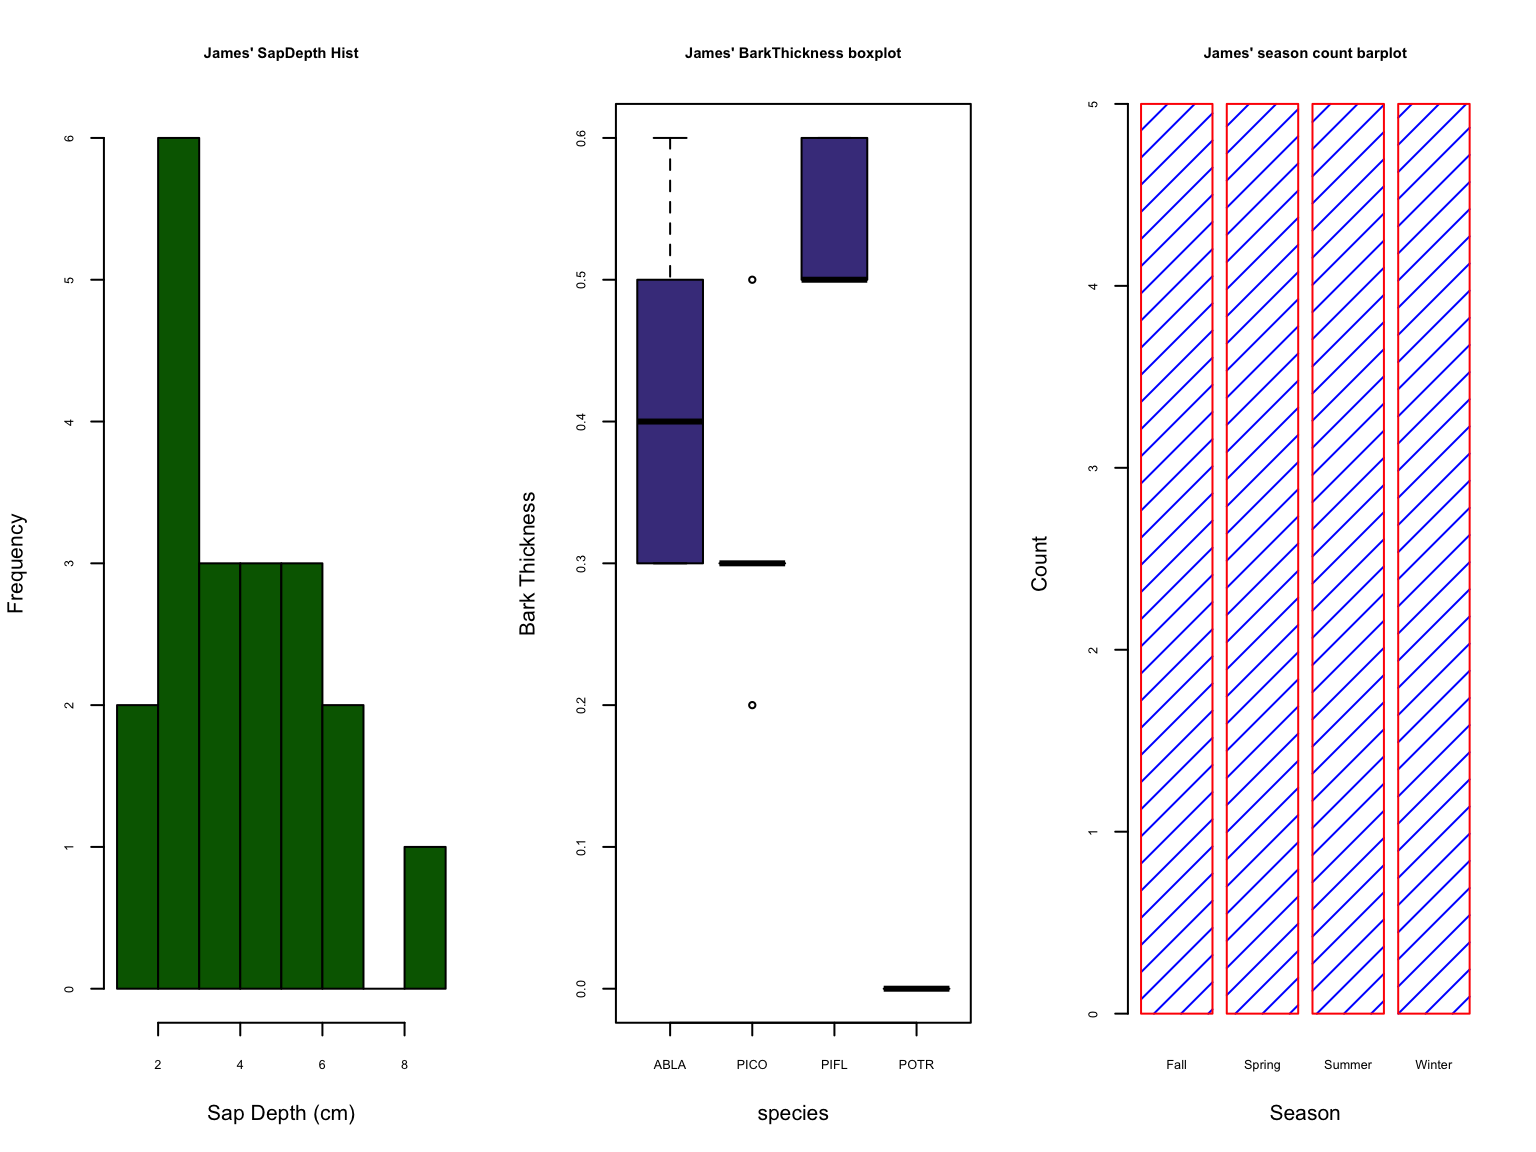 James' SapDepth Hist
Frequency
0
1
2
3
4
5
6
2 4 6 8
Sap Depth (cm)
James' BarkThickness boxplot
Bark Thickness
0.0
0.1
0.2
0.3
0.4
0.5
0.6
ABLA PICO PIFL POTR
species
James' season count barplot
Count
0
1
2
3
4
5
Fall Spring Summer Winter
Season